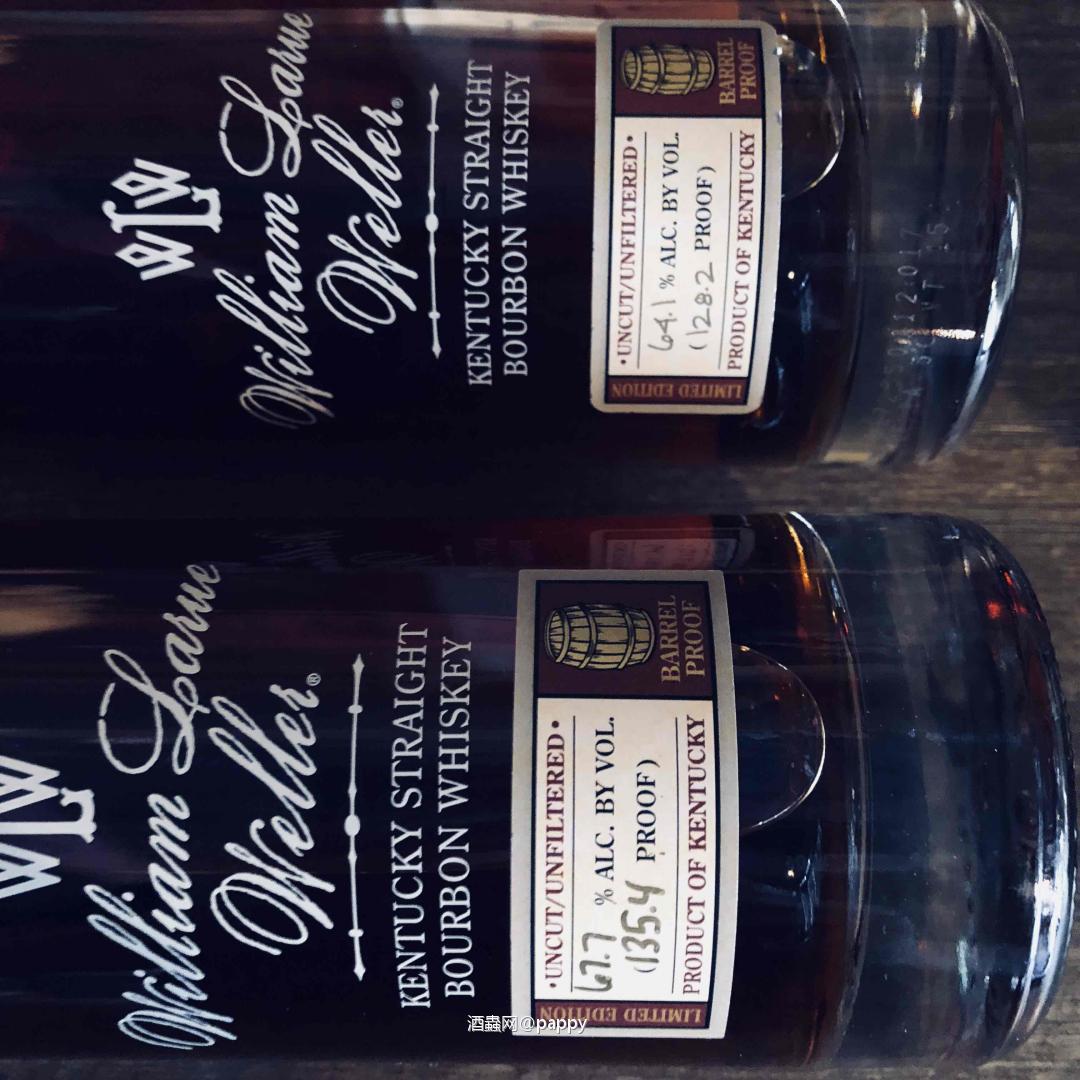 WLW
William Larue
Weller®
KENTUCKY STRAIGHT
BOURBON WHISKEY
BARREL
PROOF
•UNCUT/UNFILTERED•
64.1 % ALC. BY VOL.
(128.2 PROOF)
PRODUCT OF KENTUCKY
LIMITED EDITION
WLW
William Larue
Weller®
KENTUCKY STRAIGHT
BOURBON WHISKEY
BARREL
PROOF
•UNCUT/UNFILTERED•
67.7 % ALC. BY VOL.
(135.4 PROOF)
PRODUCT OF KENTUCKY
LIMITED EDITION
酒蟲网@pappy